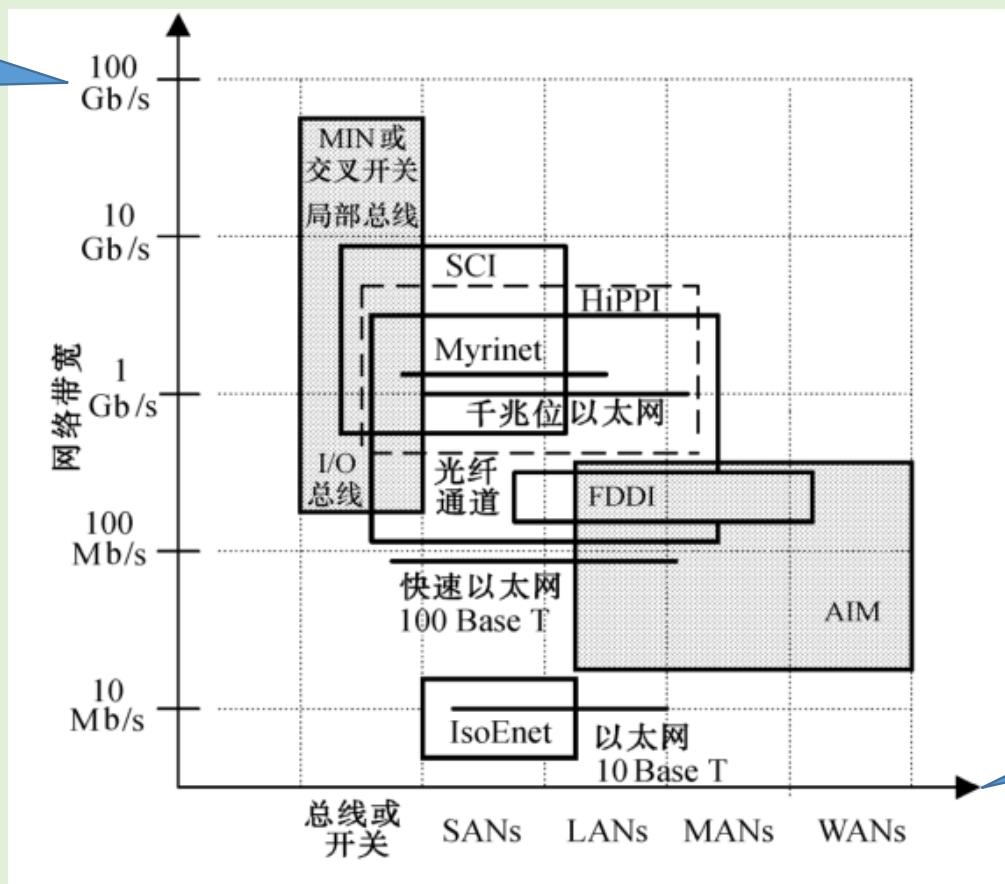 100
Gb/s
MIN或
交叉开关
局部总线
10
Gb/s
SCI
HiPPI
Myrinet
网络带宽
1
Gb/s
千兆位以太网
I/O
总线
光纤
通道
FDDI
100
Mb/s
快速以太网
100 Base T
AIM
10
Mb/s
IsoEnet
以太网
10 Base T
总线或
开关
SANs
LANs
MANs
WANs